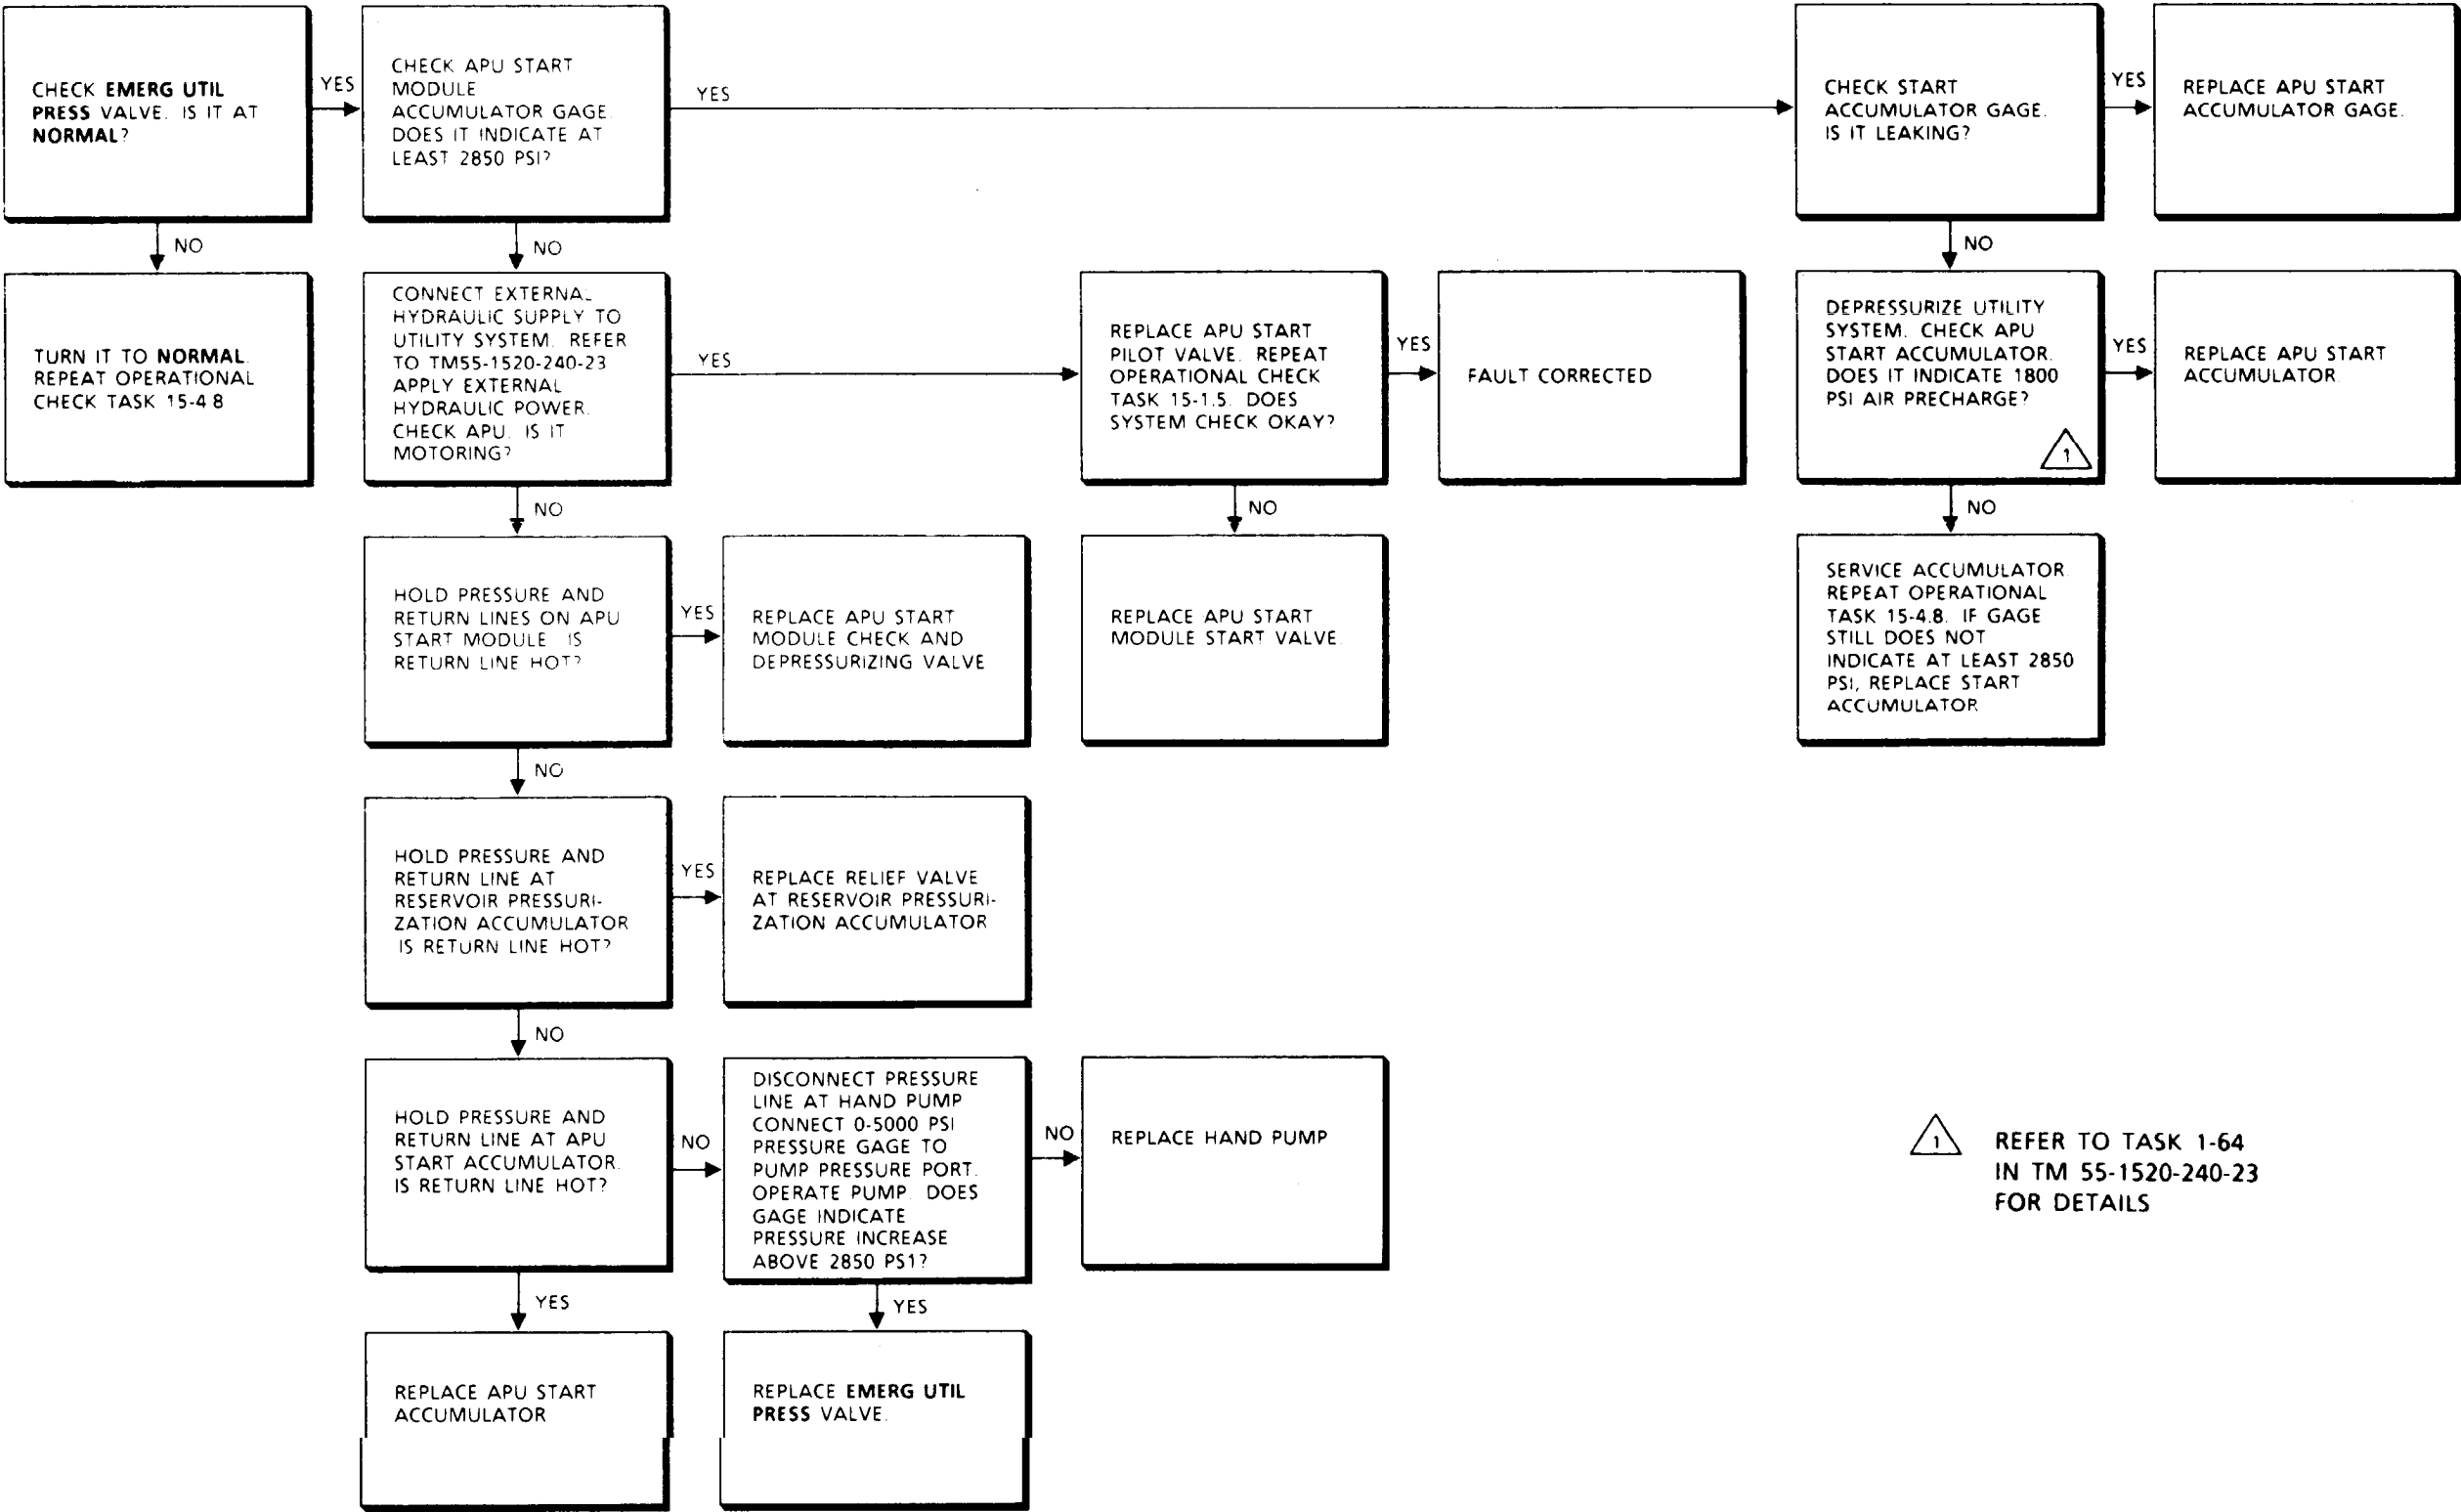 CHECK EMERG UTIL
PRESS VALVE. IS IT AT
NORMAL?
YES
CHECK APU START
MODULE
ACCUMULATOR GAGE.
DOES IT INDICATE AT
LEAST 2850 PSI?
YES
CHECK START
ACCUMULATOR GAGE.
IS IT LEAKING?
YES
REPLACE APU START
ACCUMULATOR GAGE.
NO
NO
NO
TURN IT TO NORMAL.
REPEAT OPERATIONAL
CHECK TASK 15-4 8
CONNECT EXTERNAL
HYDRAULIC SUPPLY TO
UTILITY SYSTEM. REFER
TO TM55-1520-240-23
APPLY EXTERNAL
HYDRAULIC POWER.
CHECK APU. IS IT
MOTORING?
YES
REPLACE APU START
PILOT VALVE. REPEAT
OPERATIONAL CHECK
TASK 15-1.5. DOES
SYSTEM CHECK OKAY?
YES
FAULT CORRECTED
DEPRESSURIZE UTILITY
SYSTEM. CHECK APU
START ACCUMULATOR.
DOES IT INDICATE 1800
PSI AIR PRECHARGE?
1
YES
REPLACE APU START
ACCUMULATOR
NO
NO
NO
HOLD PRESSURE AND
RETURN LINES ON APU
START MODULE IS
RETURN LINE HOT?
YES
REPLACE APU START
MODULE CHECK AND
DEPRESSURIZING VALVE
REPLACE APU START
MODULE START VALVE.
SERVICE ACCUMULATOR
REPEAT OPERATIONAL
TASK 15-4.8. IF GAGE
STILL DOES NOT
INDICATE AT LEAST 2850
PSI, REPLACE START
ACCUMULATOR
NO
HOLD PRESSURE AND
RETURN LINE AT
RESERVOIR PRESSURI-
ZATION ACCUMULATOR
IS RETURN LINE HOT?
YES
REPLACE RELIEF VALVE
AT RESERVOIR PRESSURI-
ZATION ACCUMULATOR
NO
HOLD PRESSURE AND
RETURN LINE AT APU
START ACCUMULATOR.
IS RETURN LINE HOT?
NO
DISCONNECT PRESSURE
LINE AT HAND PUMP
CONNECT 0-5000 PSI
PRESSURE GAGE TO
PUMP PRESSURE PORT.
OPERATE PUMP. DOES
GAGE INDICATE
PRESSURE INCREASE
ABOVE 2850 PS1?
NO
REPLACE HAND PUMP
1
REFER TO TASK 1-64
IN TM 55-1520-240-23
FOR DETAILS
YES
YES
REPLACE APU START
ACCUMULATOR
REPLACE EMERG UTIL
PRESS VALVE.